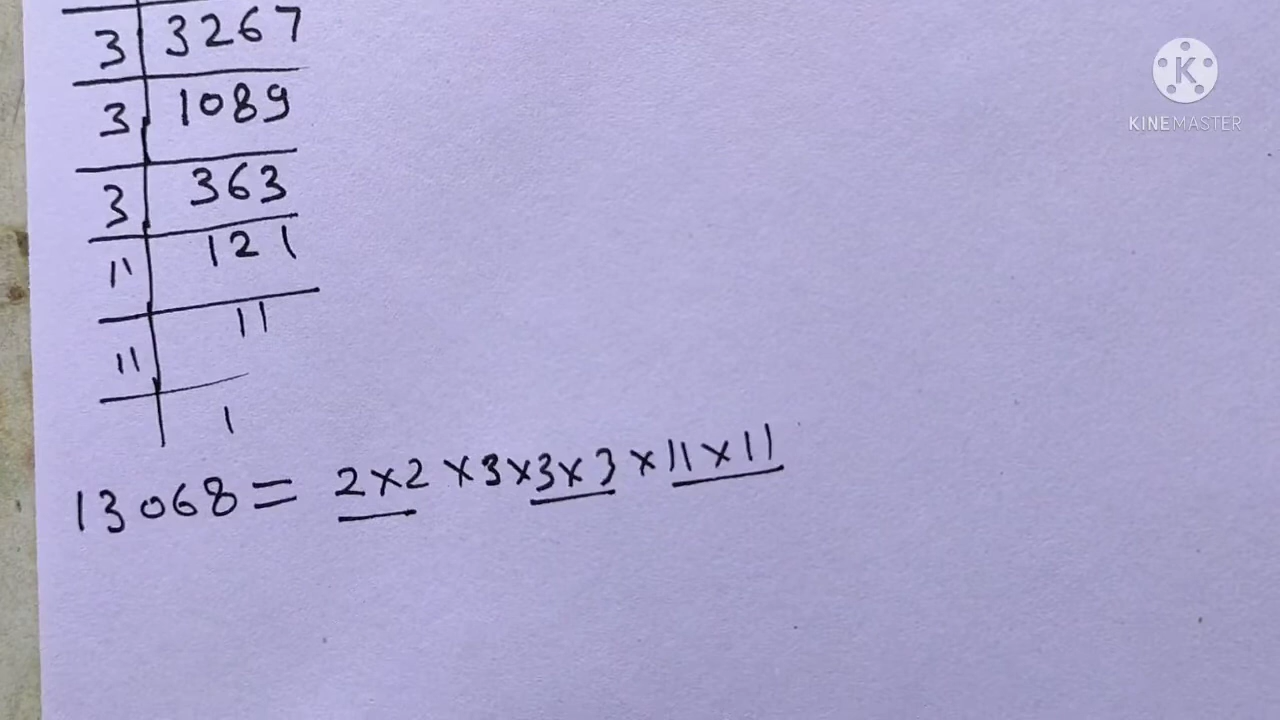 3 3267
3 1089
3 363
11 121
11 11
1
13068 = 2×2 ×3×3×3 ×11×11
K
KINEMASTER